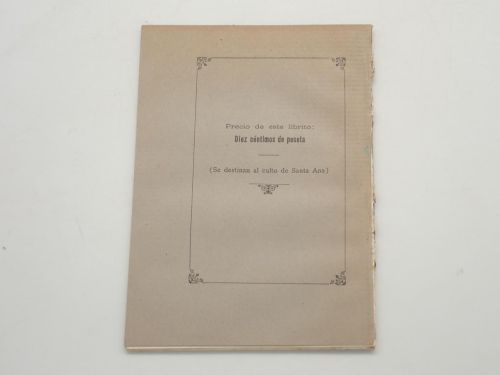 Precio de este librito:
Diez céntimos de peseta
(Se destinan al culto de Santa Ana)